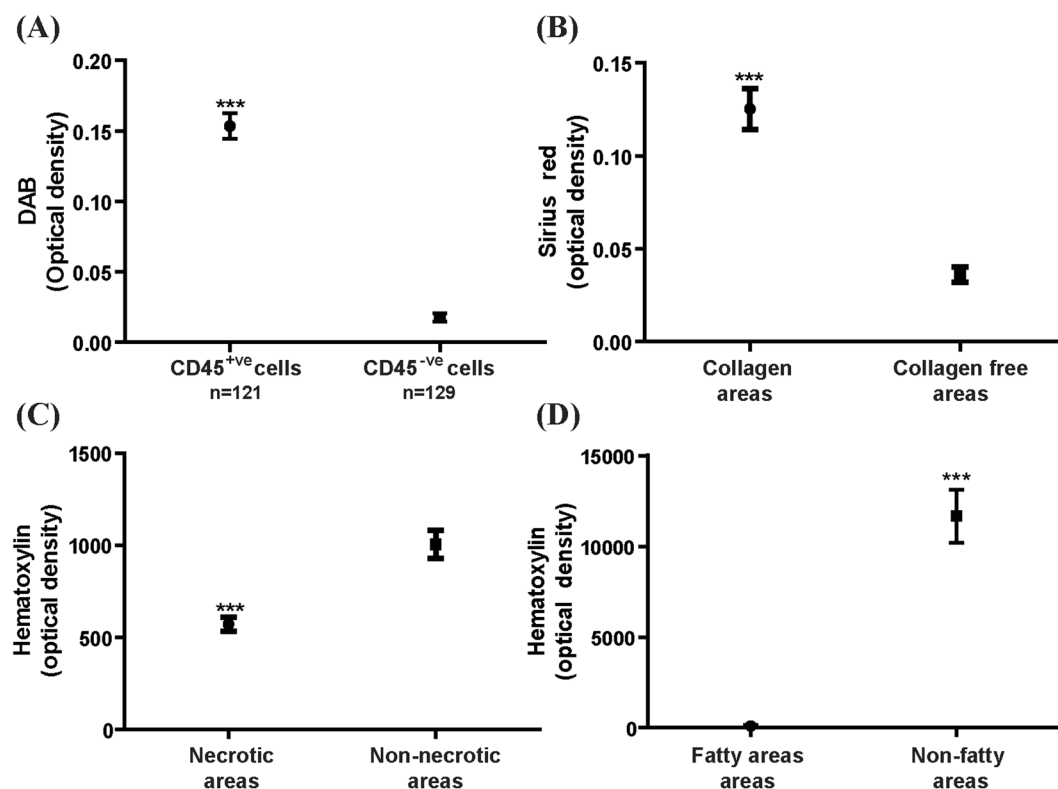 (A)
0.20
0.15
0.10
0.05
0.00
DAB
(Optical density)
***
CD45+ve cells
n=121
CD45-ve cells
n=129
(B)
0.15
0.10
0.05
0.00
Sirius red
(optical density)
***
Collagen
areas
Collagen free
areas
(C)
1500
1000
500
0
Hematoxylin
(optical density)
***
Necrotic
areas
Non-necrotic
areas
(D)
15000
10000
5000
0
Hematoxylin
(optical density)
***
Fatty areas
areas
Non-fatty
areas